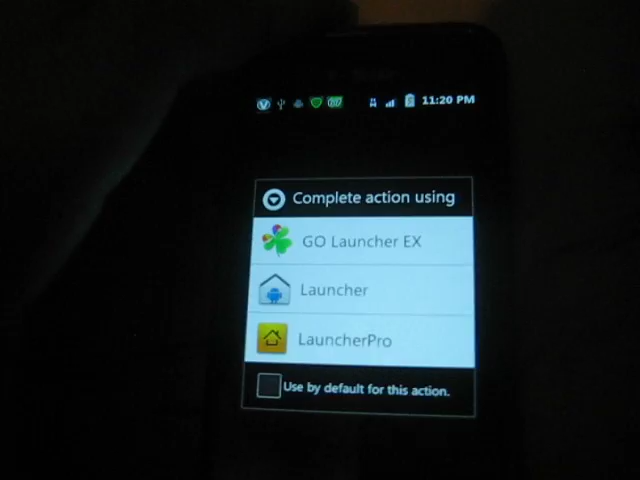 11:20 PM
Complete action using
GO Launcher EX
Launcher
LauncherPro
Use by default for this action.